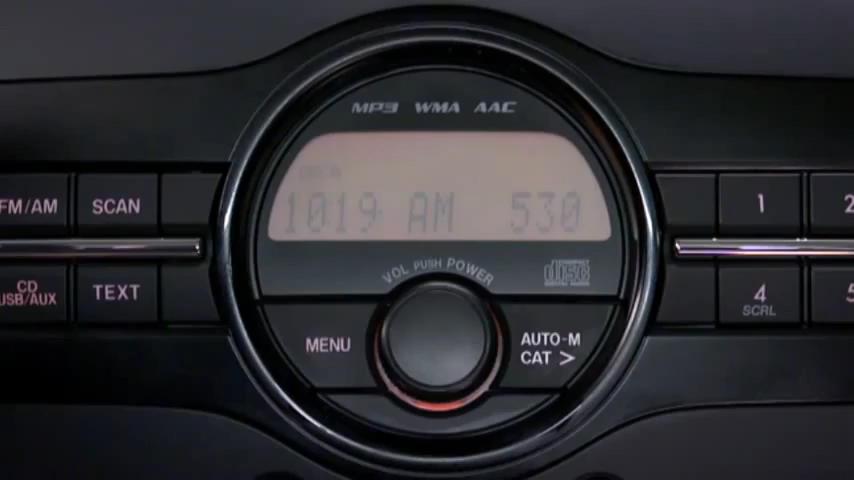 MP3 WMA AAC
1019 AM 530
FM/AM SCAN
1 2
VOL PUSH POWER
disc
CD
USB/AUX
TEXT
4
SCRL
5
MENU
AUTO-M
CAT >